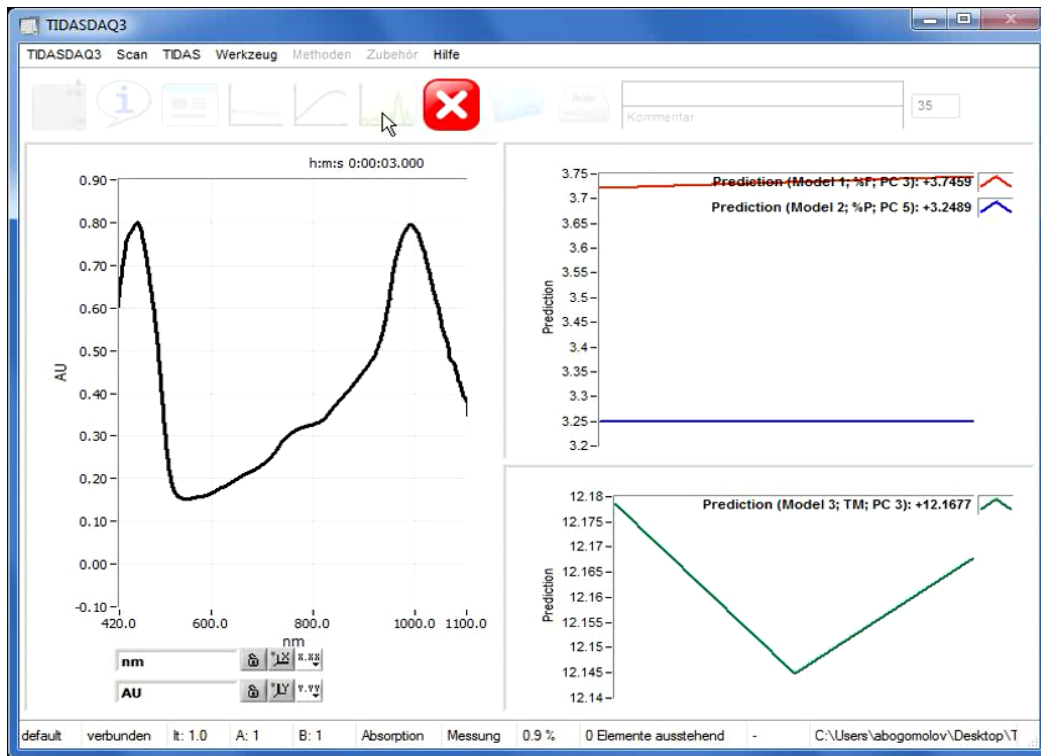 TIDASDAQ3
TIDASDAQ3 Scan TIDAS Werkzeug Methoden Zubehör Hilfe
Auto
Kommentar
35
h:m:s 0:00:03.000
0.90
0.80
0.70
0.60
0.50
0.40
0.30
0.20
0.10
0.00
-0.10
AU
420.0 600.0 800.0 1000.0 1100.0
nm
nm
X.XX
AU
Y.YY
3.75
3.7
3.65
3.6
3.55
3.5
3.45
3.4
3.35
3.3
3.25
3.2
Prediction
Prediction (Model 1; %F; PC 3): +3.7459
Prediction (Model 2; %P; PC 5): +3.2489
12.18
12.175
12.17
12.165
12.16
12.155
12.15
12.145
12.14
Prediction
Prediction (Model 3; TM; PC 3): +12.1677
default verbunden It: 1.0 A: 1 B: 1 Absorption Messung 0.9 % 0 Elemente ausstehend - C:\Users\abogomolov\Desktop\T